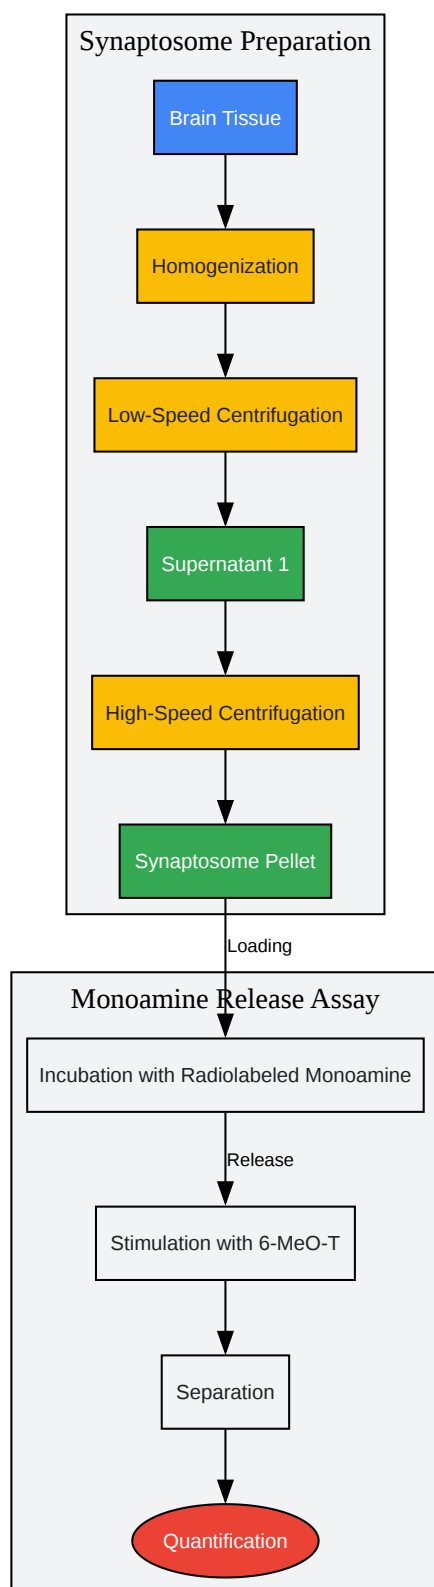 Synaptosome Preparation
Brain Tissue
Homogenization
Low-Speed Centrifugation
Supernatant 1
High-Speed Centrifugation
Synaptosome Pellet
Loading
Monoamine Release Assay
Incubation with Radiolabeled Monoamine
Release
Stimulation with 6-MeO-T
Separation
Quantification